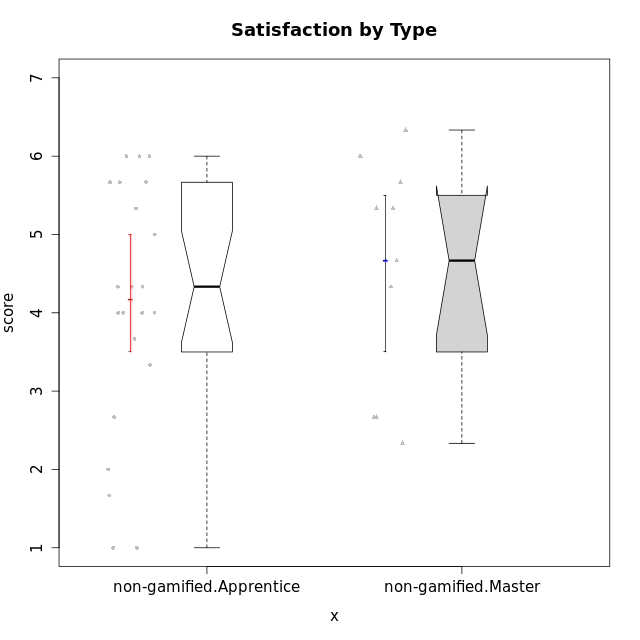 Satisfaction by Type
7
6
5
4
3
2
1
score
non-gamified.Apprentice
non-gamified.Master
x